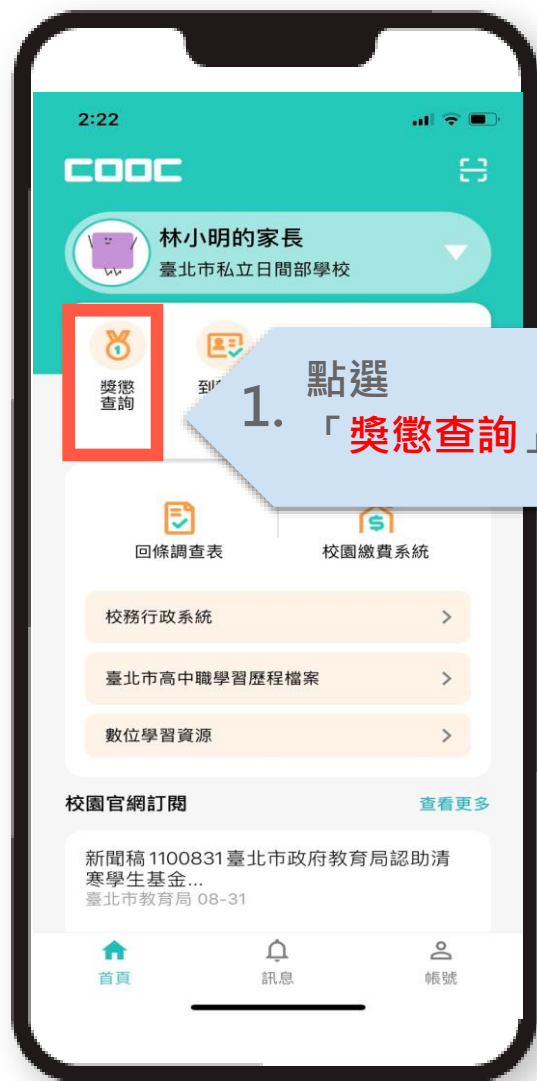 2:22
COOC
林小明的家長
臺北市私立日間部學校
獎懲
查詢
到
1. 點選
「獎懲查詢」
回條調查表
校園繳費系統
校務行政系統
臺北市高中職學習歷程檔案
數位學習資源
校園官網訂閱 查看更多
新聞稿1100831臺北市政府教育局認助清
寒學生基金...
臺北市教育局 08-31
首頁
訊息
帳號